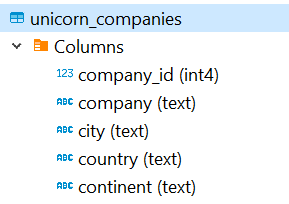 unicorn_companies
Columns
123 company_id (int4)
ABC company (text)
ABC city (text)
ABC country (text)
ABC continent (text)